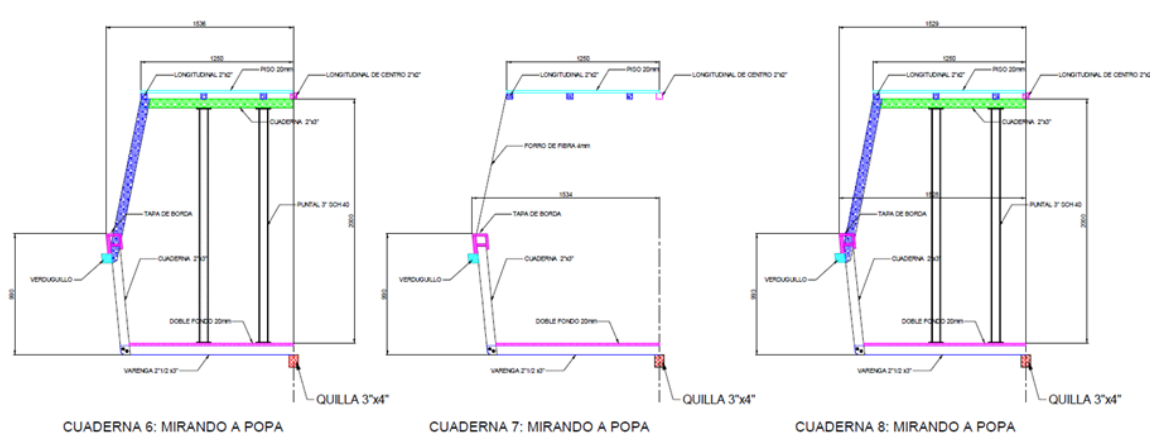 1536
1250
LONGITUDINAL 2"x2"
PISO 20mm
LONGITUDINAL DE CENTRO 2"x2"
CUADERNA 2"x3"
TAPA DE BORDA
PUNTAL 3" SCH 40
2000
CUADERNA 2"x3"
VERDUGUILLO
990
DOBLE FONDO 20mm
VARENGA 2"1/2 x3"
QUILLA 3"x4"
CUADERNA 6: MIRANDO A POPA
1250
LONGITUDINAL 2"x2"
PISO 20mm
LONGITUDINAL DE CENTRO 2"x2"
FORRO DE FIBRA 4mm
1534
TAPA DE BORDA
CUADERNA 2"x3"
VERDUGUILLO
990
DOBLE FONDO 20mm
VARENGA 2"1/2 x3"
QUILLA 3"x4"
CUADERNA 7: MIRANDO A POPA
1529
1250
LONGITUDINAL 2"x2"
PISO 20mm
LONGITUDINAL DE CENTRO 2"x2
CUADERNA 2"x3"
TAPA DE BORDA
PUNTAL 3" SCH 40
2000
CUADERNA 2"x3"
VERDUGUILLO
993
DOBLE FONDO 20mm
VARENGA 2"1/2 x3"
QUILLA 3"x4"
CUADERNA 8: MIRANDO A POPA